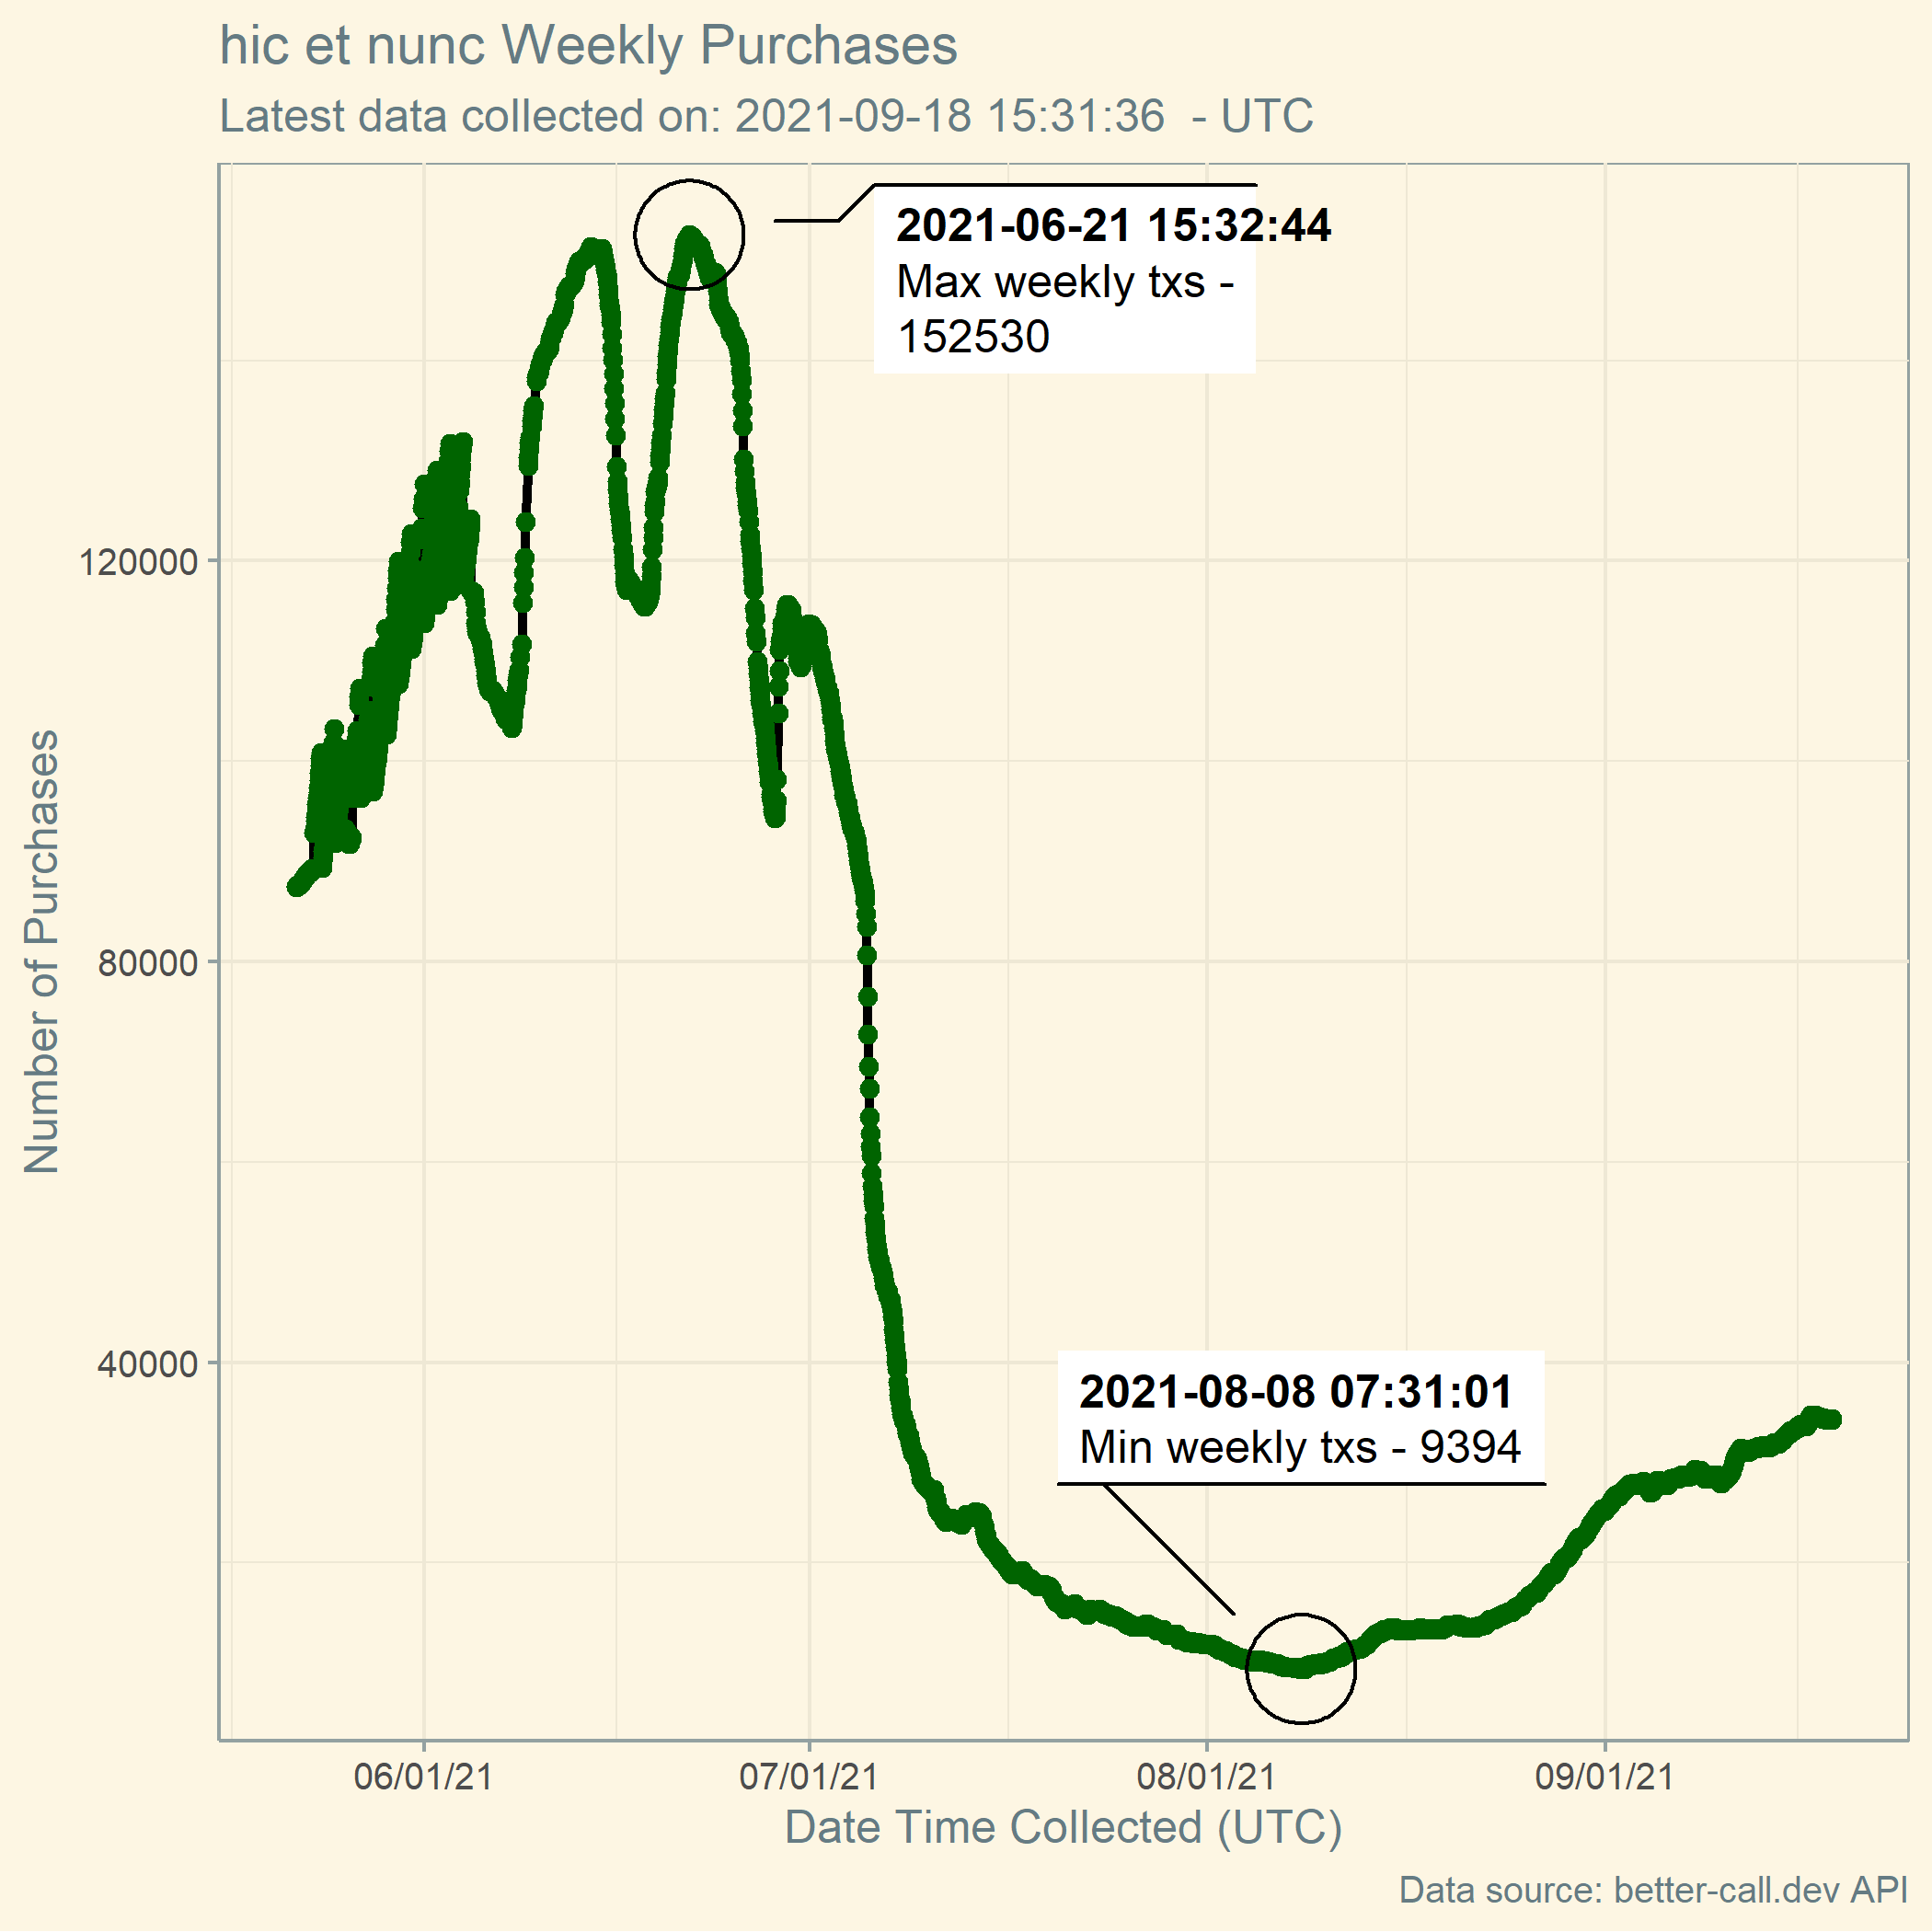 hic et nunc Weekly Purchases
Latest data collected on: 2021-09-18 15:31:36  - UTC
2021-06-21 15:32:44
Max weekly txs -
152530
120000
80000
40000
Number of Purchases
2021-08-08 07:31:01
Min weekly txs - 9394
06/01/21 07/01/21 08/01/21 09/01/21
Date Time Collected (UTC)
Data source: better-call.dev API